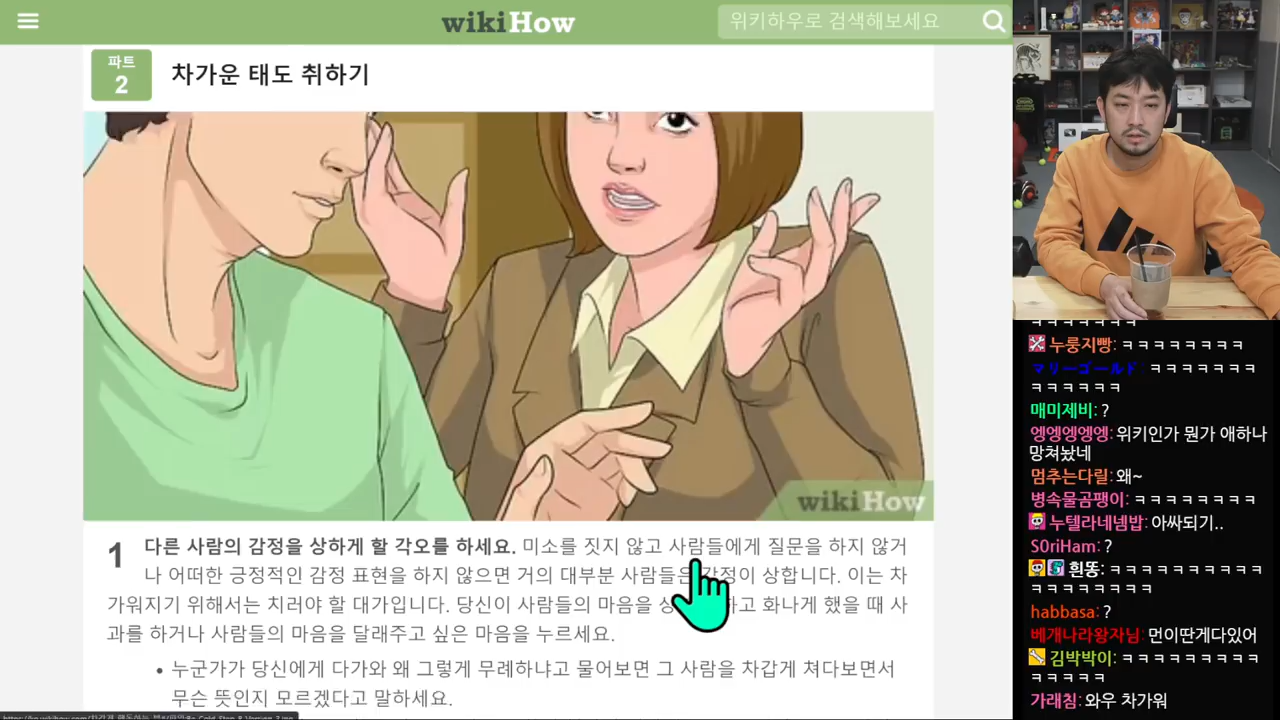 wikiHow
위키하우로 검색해보세요
파트
2
차가운 태도 취하기
wikiHow
1
다른 사람의 감정을 상하게 할 각오를 하세요. 미소를 짓지 않고 사람들에게 질문을 하지 않거
나 어떠한 긍정적인 감정 표현을 하지 않으면 거의 대부분 사람들은 감정이 상합니다. 이는 차
가워지기 위해서는 치러야 할 대가입니다. 당신이 사람들의 마음을 하고 화나게 했을 때 사
과를 하거나 사람들의 마음을 달래주고 싶은 마음을 누르세요.
• 누군가가 당신에게 다가와 왜 그렇게 무례하냐고 물어보면 그 사람을 차갑게 쳐다보면서
무슨 뜻인지 모르겠다고 말하세요.
누룽지빵: ㅋㅋㅋㅋㅋㅋㅋㅋ
マリーゴールド: ㅋㅋㅋㅋㅋㅋㅋ
ㅋㅋㅋㅋㅋㅋ
매미제비: ?
엥엥엥엥엥: 위키인가 뭔가 애하나
망쳐놨네
멈추는다릴: 왜~
병속물곰팽이: ㅋㅋㅋㅋㅋㅋㅋㅋ
누텔라네넴밥: 아싸되기..
S0riHam: ?
흰뚱: ㅋㅋㅋㅋㅋㅋㅋㅋㅋㅋ
ㅋㅋㅋㅋㅋㅋㅋㅋ
habbasa: ?
베개나라왕자님: 먼이딴게다있어
김박박이: ㅋㅋㅋㅋㅋㅋㅋㅋㅋ
ㅋㅋㅋㅋㅋ
가래침: 와우 차가워